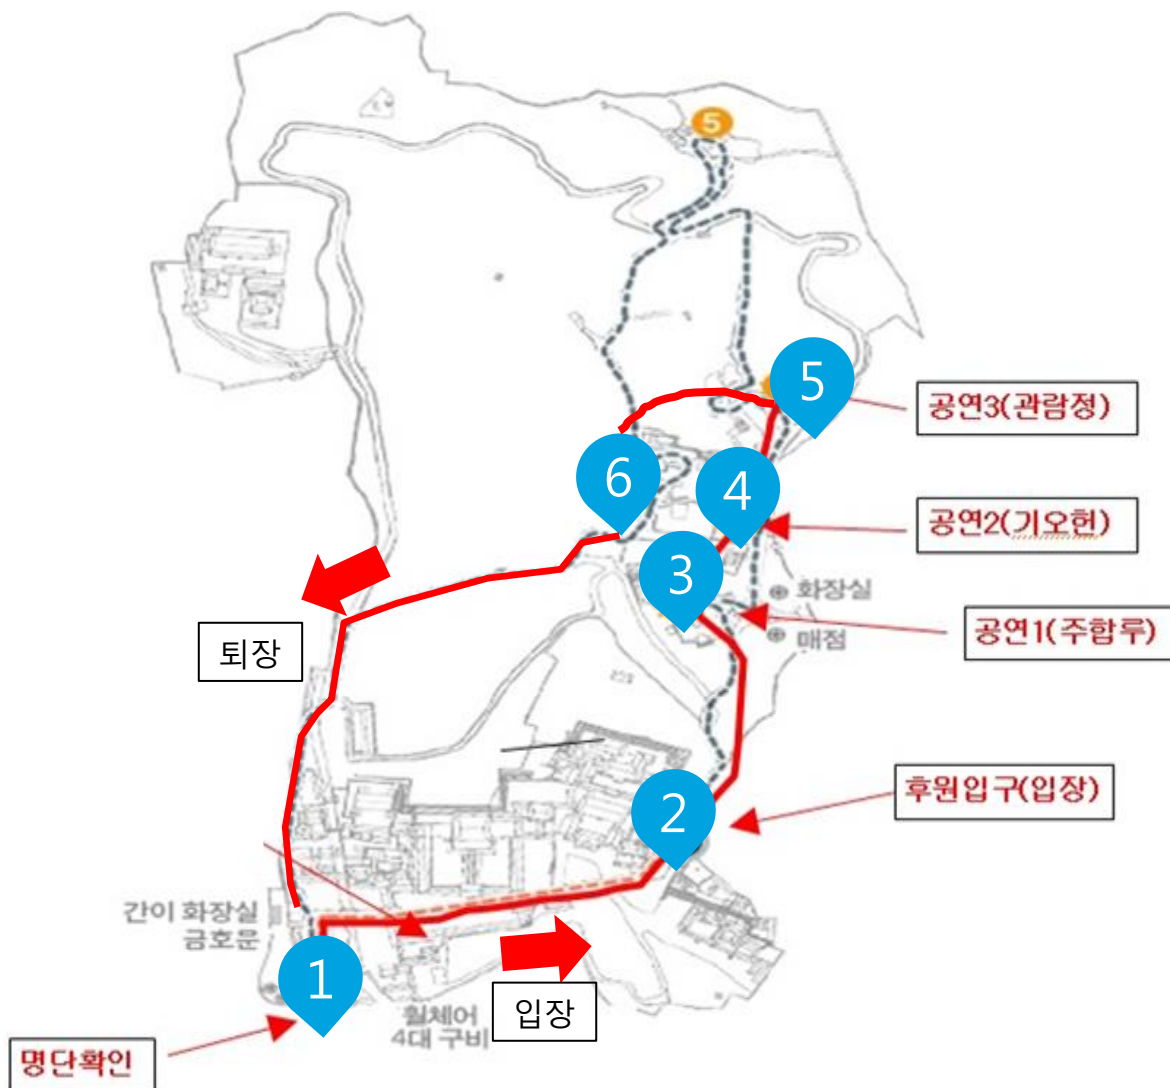 5
5
공연3(관람정)
6
4
공연2(기오헌)
3
화장실
공연1(주합루)
매점
퇴장
후원입구(입장)
2
간이 화장실
금호문
1
입장
휠체어
4대 구비
명단확인